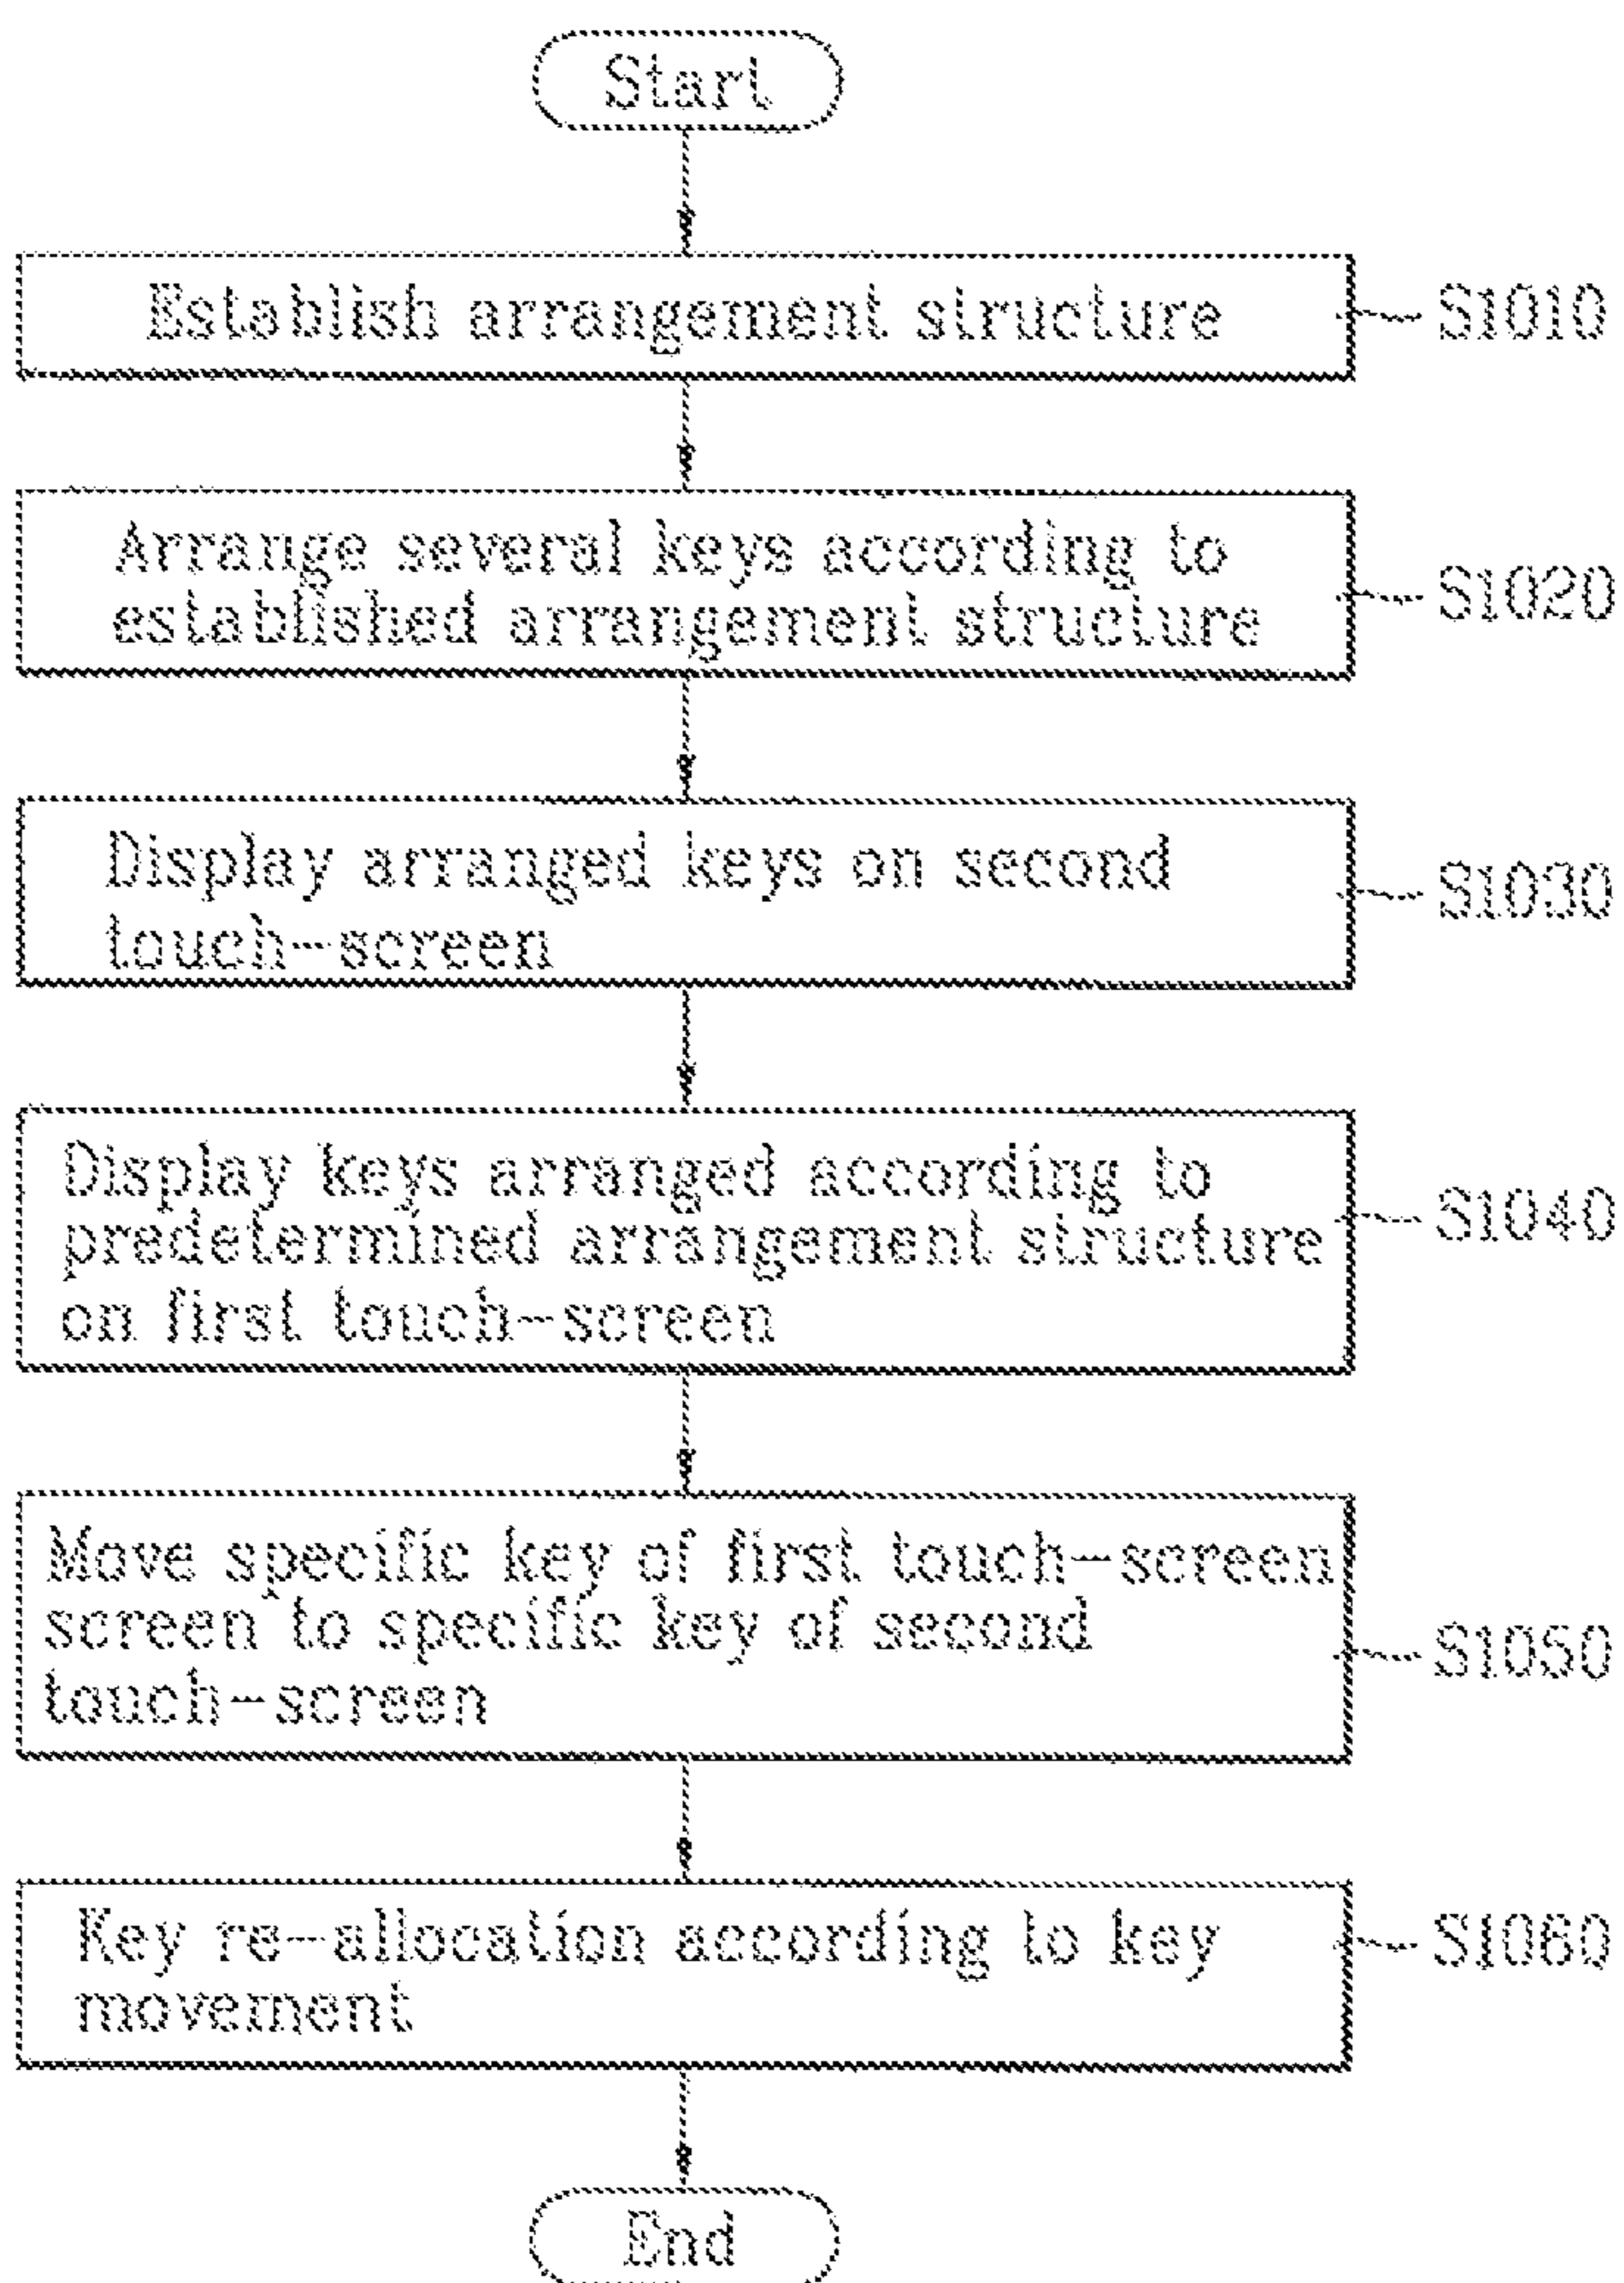 Start
Establish arrangement structure
S1010
Arrange several keys according to
established arrangement structure
S1020
Display arranged keys on second
touch-screen
S1030
Display keys arranged according to
predetermined arrangement structure
on first touch-screen
S1040
Move specific key of first touch-screen
screen to specific key of second
touch-screen
S1050
Key re-allocation according to key
movement
S1060
End